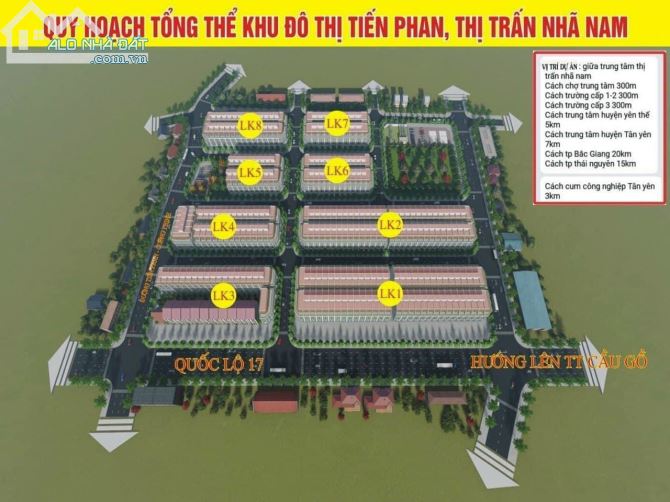 QUY HOẠCH TỔNG THỂ KHU ĐÔ THỊ TIẾN PHAN, THỊ TRẤN NHÃ NAM
ALO NHÀ ĐẤT
.com.vn
VỊ TRÍ DỰ ÁN : giữa trung tâm thị
trấn nhã nam
Cách chợ trung tâm 300m
Cách trường cấp 1-2 300m
Cách trường cấp 3 300m
Cách trung tâm huyện yên thế
5km
Cách trung tâm huyện Tân yên
7km
Cách tp Bắc Giang 20km
Cách tp thái nguyên 15km
Cách cụm công nghiệp Tân yên
3km
LK8
LK7
LK5
LK6
LK4
LK2
LK3
LK1
QUỐC LỘ 17
HƯỚNG LÊN TT CẦU GỒ